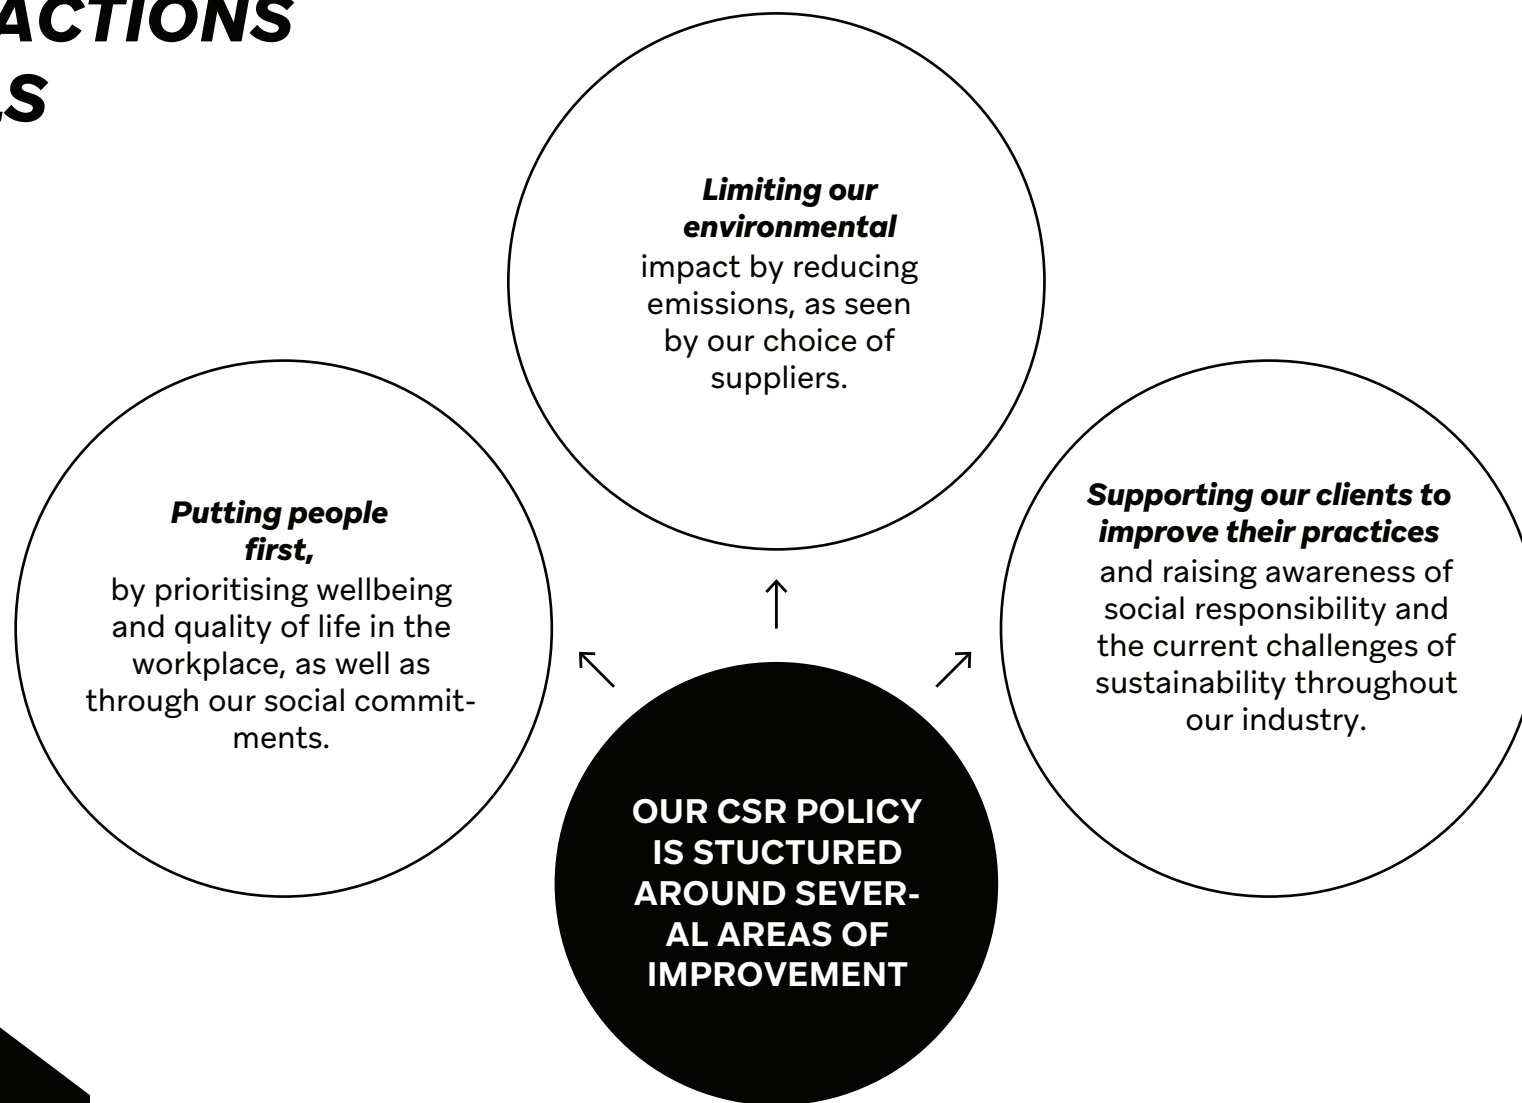 ACTIONS
LS
Limiting our
environmental
impact by reducing
emissions, as seen
by our choice of
suppliers.
Putting people
first,
by prioritising wellbeing
and quality of life in the
workplace, as well as
through our social commit-
ments.
Supporting our clients to
improve their practices
and raising awareness of
social responsibility and
the current challenges of
sustainability throughout
our industry.
OUR CSR POLICY
IS STUCTURED
AROUND SEVER-
AL AREAS OF
IMPROVEMENT